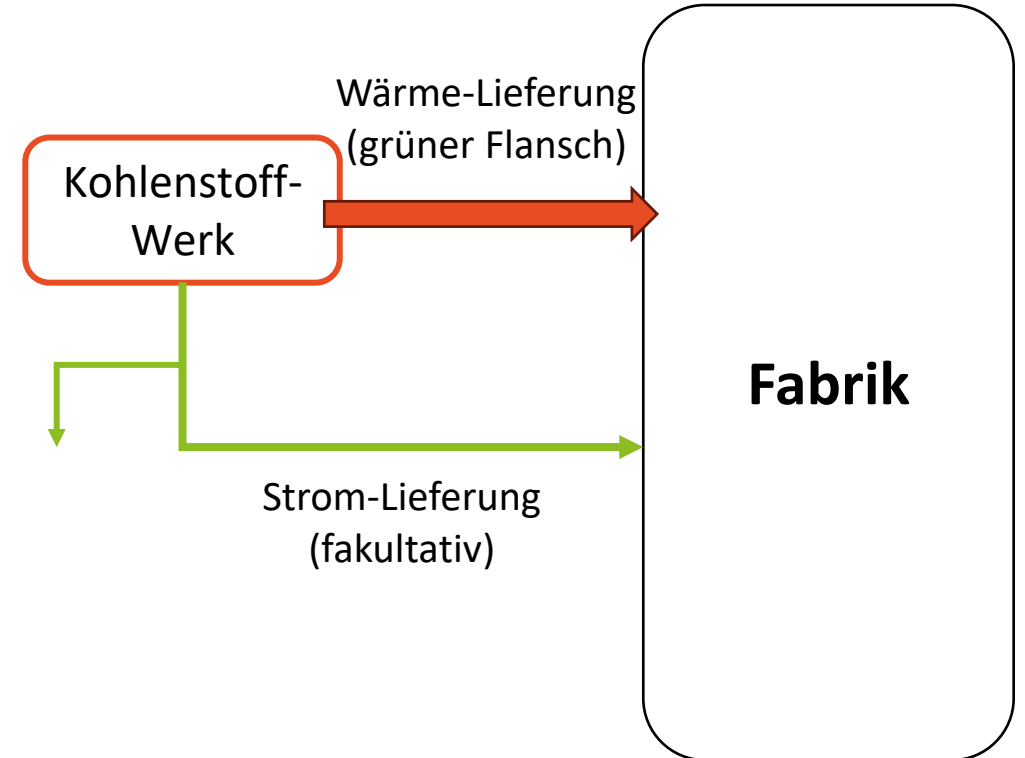 Wärme-Lieferung
(grüner Flansch)
Kohlenstoff-
Werk
Fabrik
Strom-Lieferung
(fakultativ)